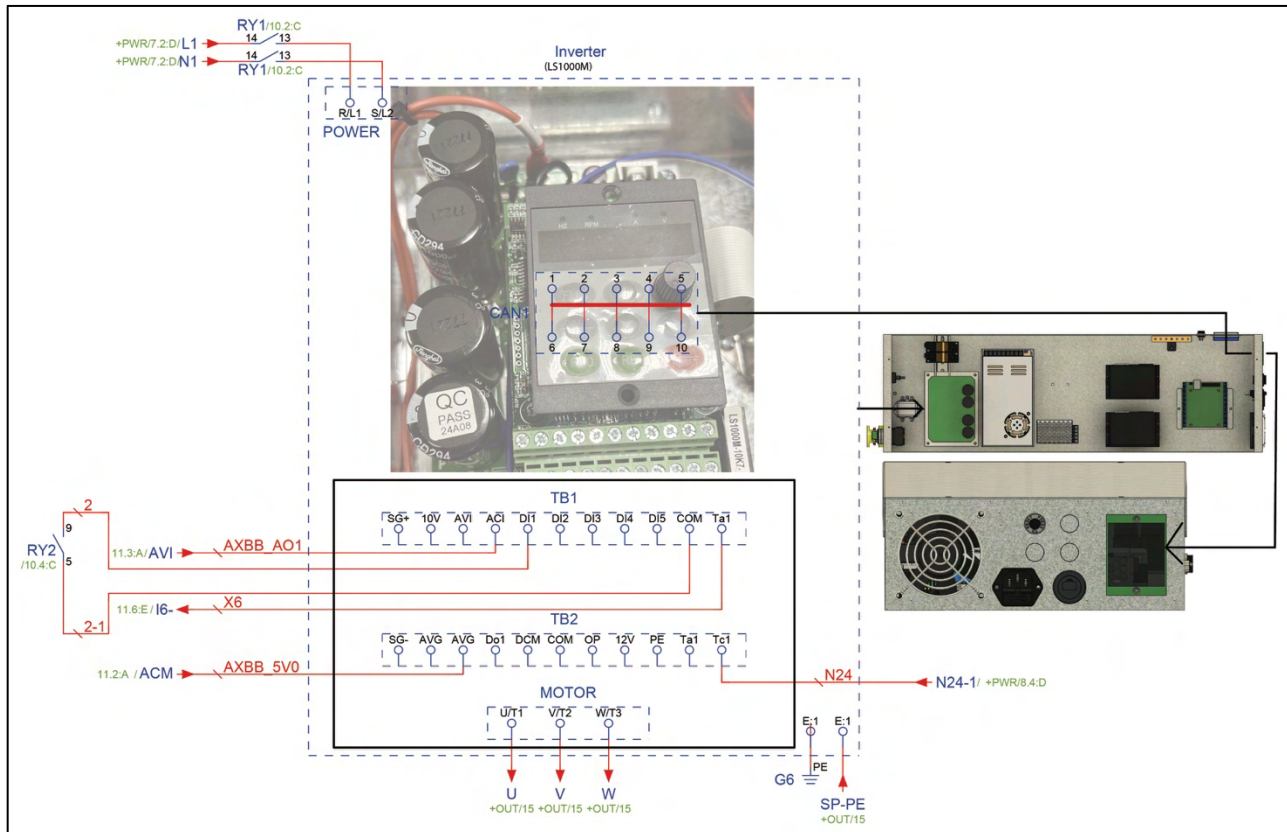 RY1/10.2:C
14 13
+PWR/7.2:D/ L1
14 13
+PWR/7.2:D/ N1
RY1/10.2:C
Inverter
(LS1000M)
R/L1 S/L2
POWER
HZ RPM A V
CD294
CD294
1 2 3 4 5
CAN1
6 7 8 9 10
QC
PASS
24A08
CD294
LS1000M-10K7-
TB1
SG+ 10V AVI ACI DI1 DI2 DI3 DI4 DI5 COM Ta1
2
9
RY2
/10.4:C
5
11.3:A/ AVI AXBB_AO1
11.6:E/ I6- X6
2-1
TB2
SG- AVG AVG Do1 DCM COM OP 12V PE Ta1 Tc1
11.2:A / ACM AXBB_5V0
N24 N24-1/ +PWR/8.4:D
MOTOR
U/T1 V/T2 W/T3
E:1 E:1
PE
G6
U V W
+OUT/15 +OUT/15 +OUT/15
SP-PE
+OUT/15